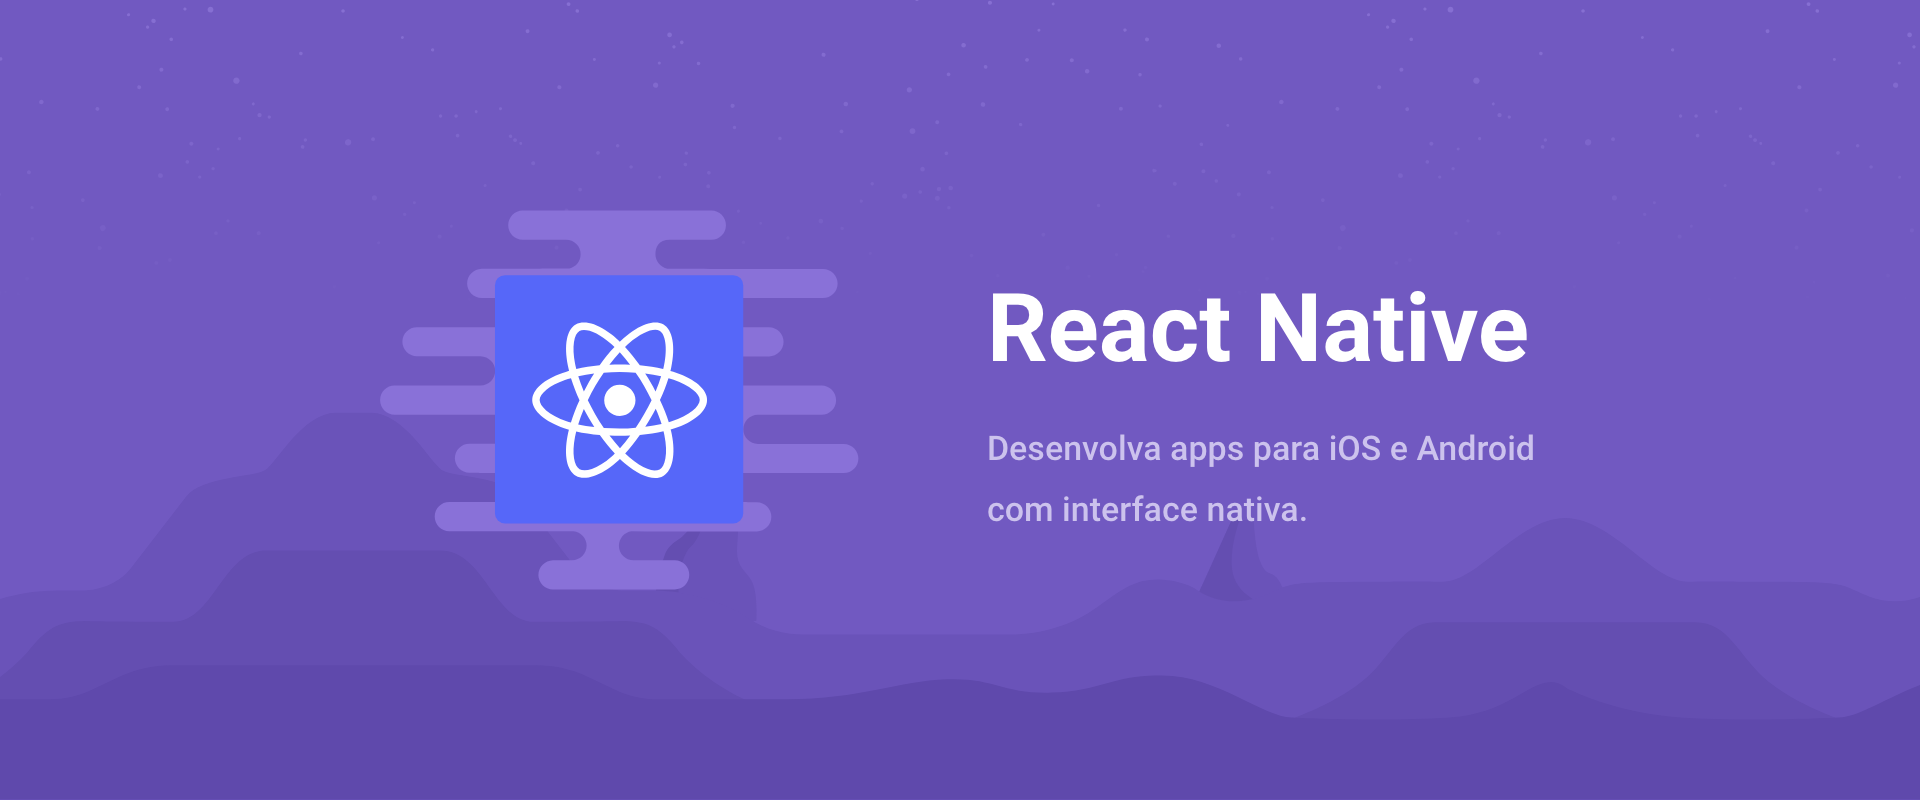 React Native
Desenvolva apps para iOS e Android
com interface nativa.